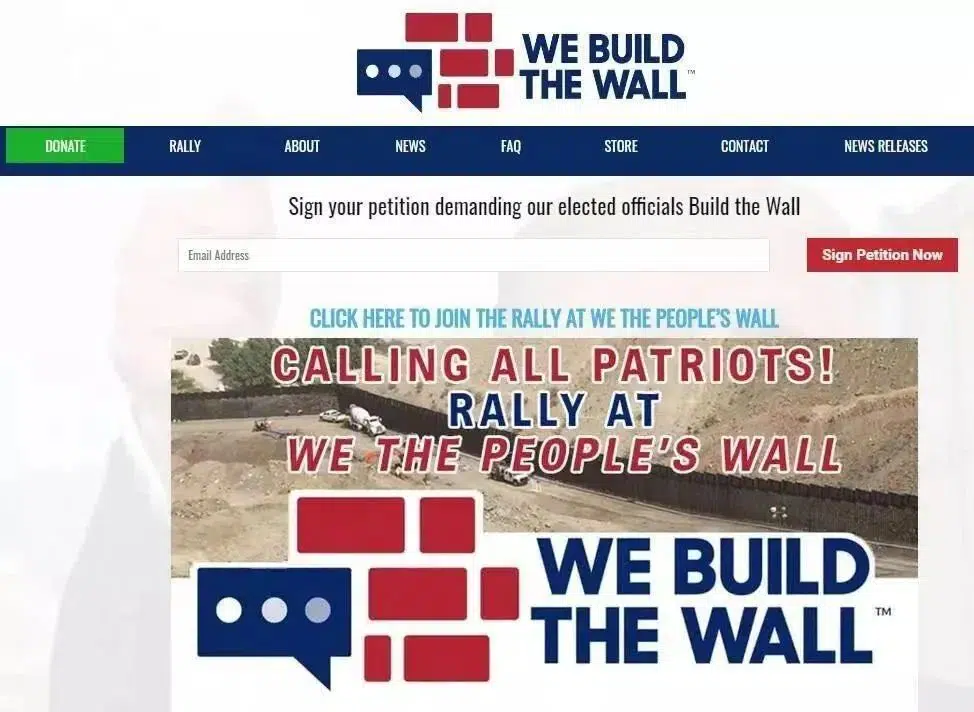 WE BUILD
THE WALL™
DONATE RALLY ABOUT NEWS FAQ STORE CONTACT NEWS RELEASES
Sign your petition demanding our elected officials Build the Wall
Email Address Sign Petition Now
CLICK HERE TO JOIN THE RALLY AT WE THE PEOPLE'S WALL
CALLING ALL PATRIOTS!
RALLY AT
WE THE PEOPLE'S WALL
WE BUILD
THE WALL™